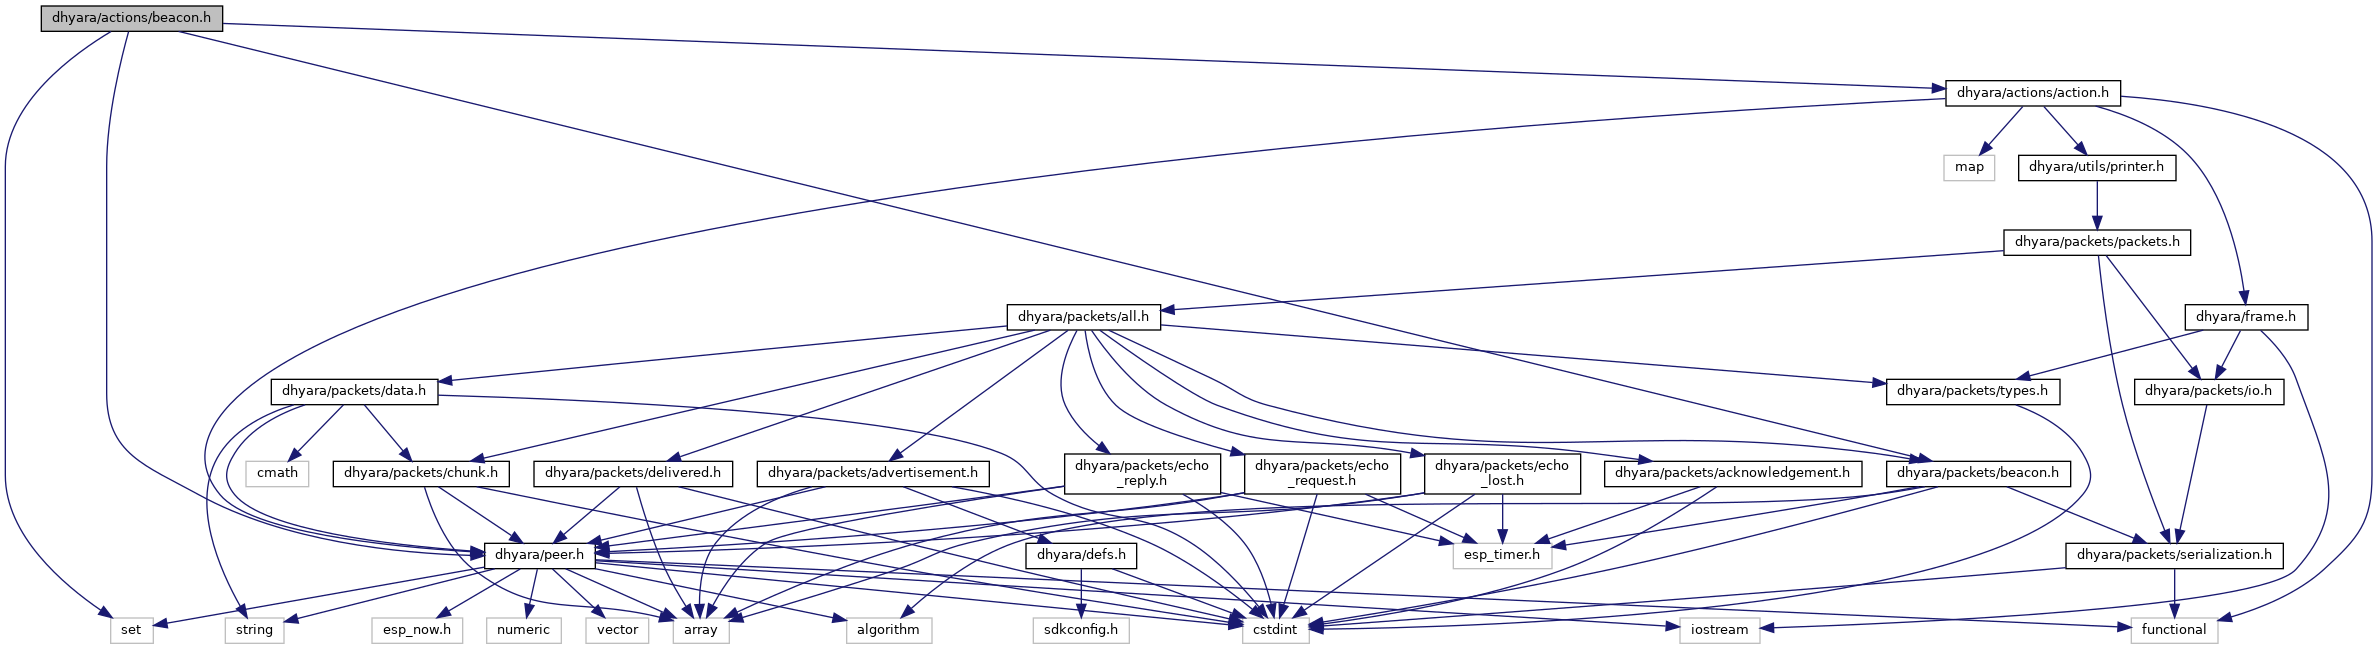 dhyara/actions/beacon.h
dhyara/actions/action.h
map
dhyara/utils/printer.h
dhyara/packets/packets.h
dhyara/packets/all.h
dhyara/frame.h
dhyara/packets/data.h
dhyara/packets/types.h
dhyara/packets/io.h
cmath
dhyara/packets/chunk.h
dhyara/packets/delivered.h
dhyara/packets/advertisement.h
dhyara/packets/echo
_reply.h
dhyara/packets/echo
_request.h
dhyara/packets/echo
_lost.h
dhyara/packets/acknowledgement.h
dhyara/packets/beacon.h
dhyara/peer.h
dhyara/defs.h
esp_timer.h
dhyara/packets/serialization.h
set
string
esp_now.h
numeric
vector
array
algorithm
sdkconfig.h
cstdint
iostream
functional